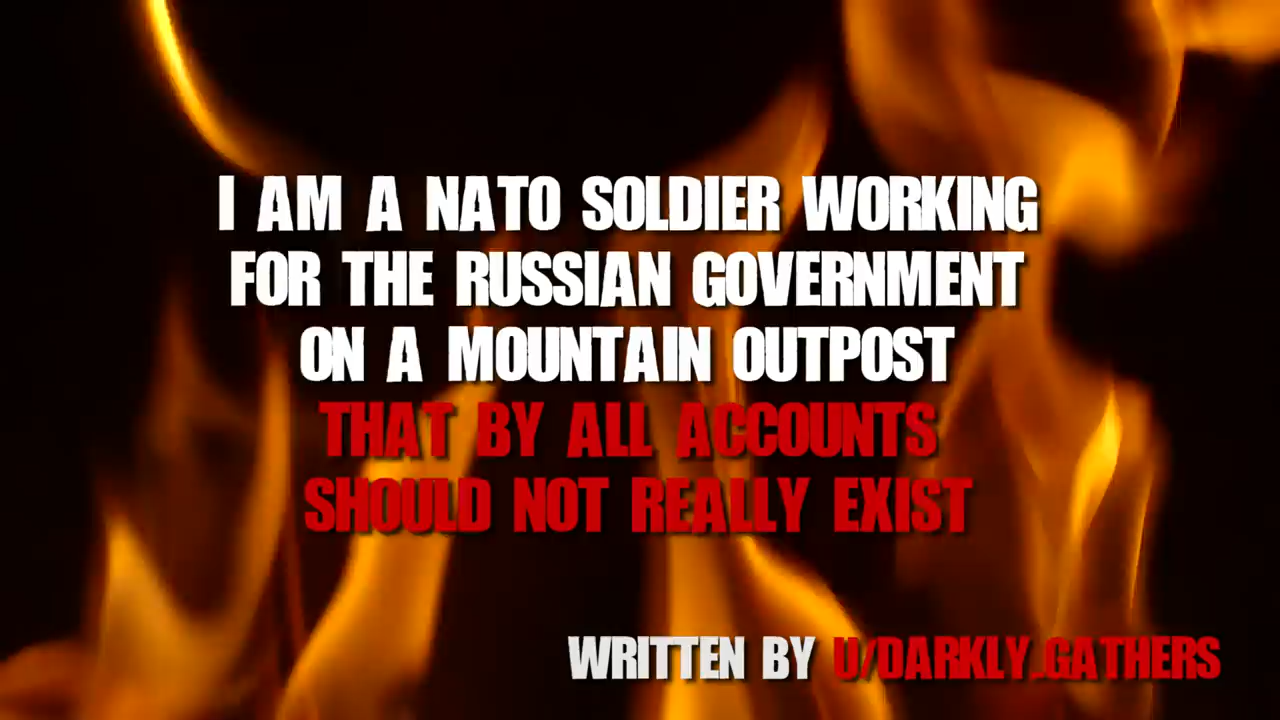 I AM A NATO SOLDIER WORKING
FOR THE RUSSIAN GOVERNMENT
ON A MOUNTAIN OUTPOST
THAT BY ALL ACCOUNTS
SHOULD NOT REALLY EXIST
WRITTEN BY U/DARKLY_GATHERS